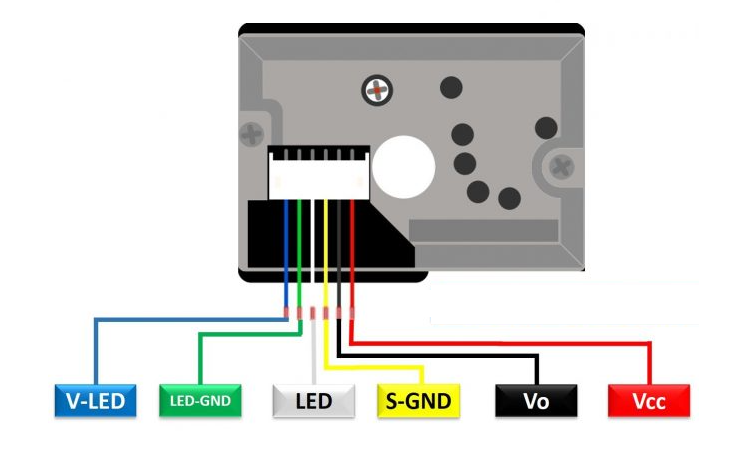 V-LED
LED-GND
LED
S-GND
Vo
Vcc